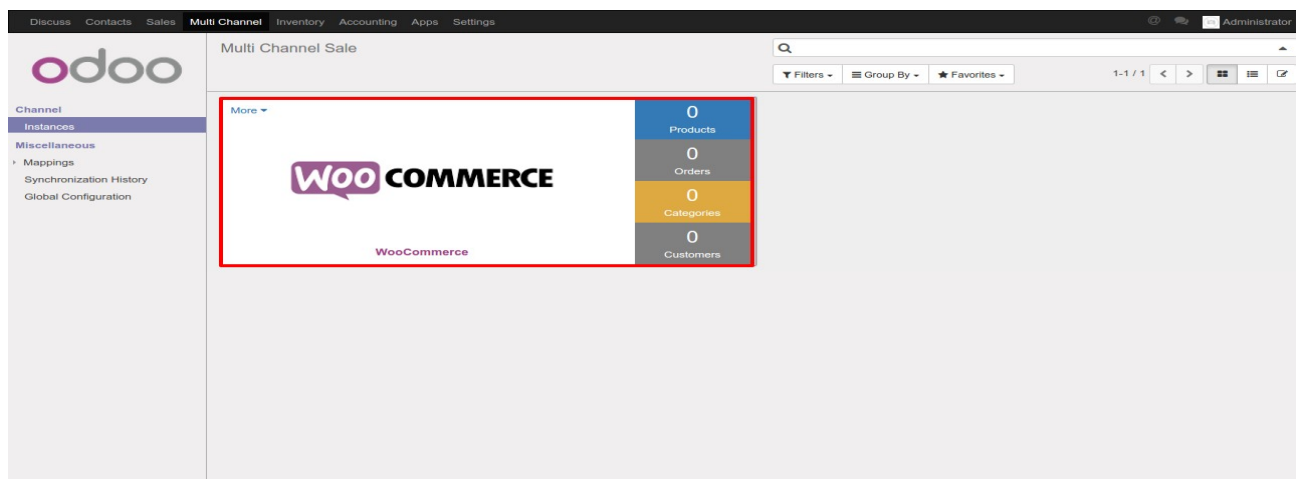 Discuss Contacts Sales Multi Channel Inventory Accounting Apps Settings @ Administrator
odoo
Multi Channel Sale
Filters Group By Favorites 1-1 / 1
Channel
Instances
Miscellaneous
Mappings
Synchronization History
Global Configuration
More
WOO COMMERCE
WooCommerce
0
Products
0
Orders
0
Categories
0
Customers